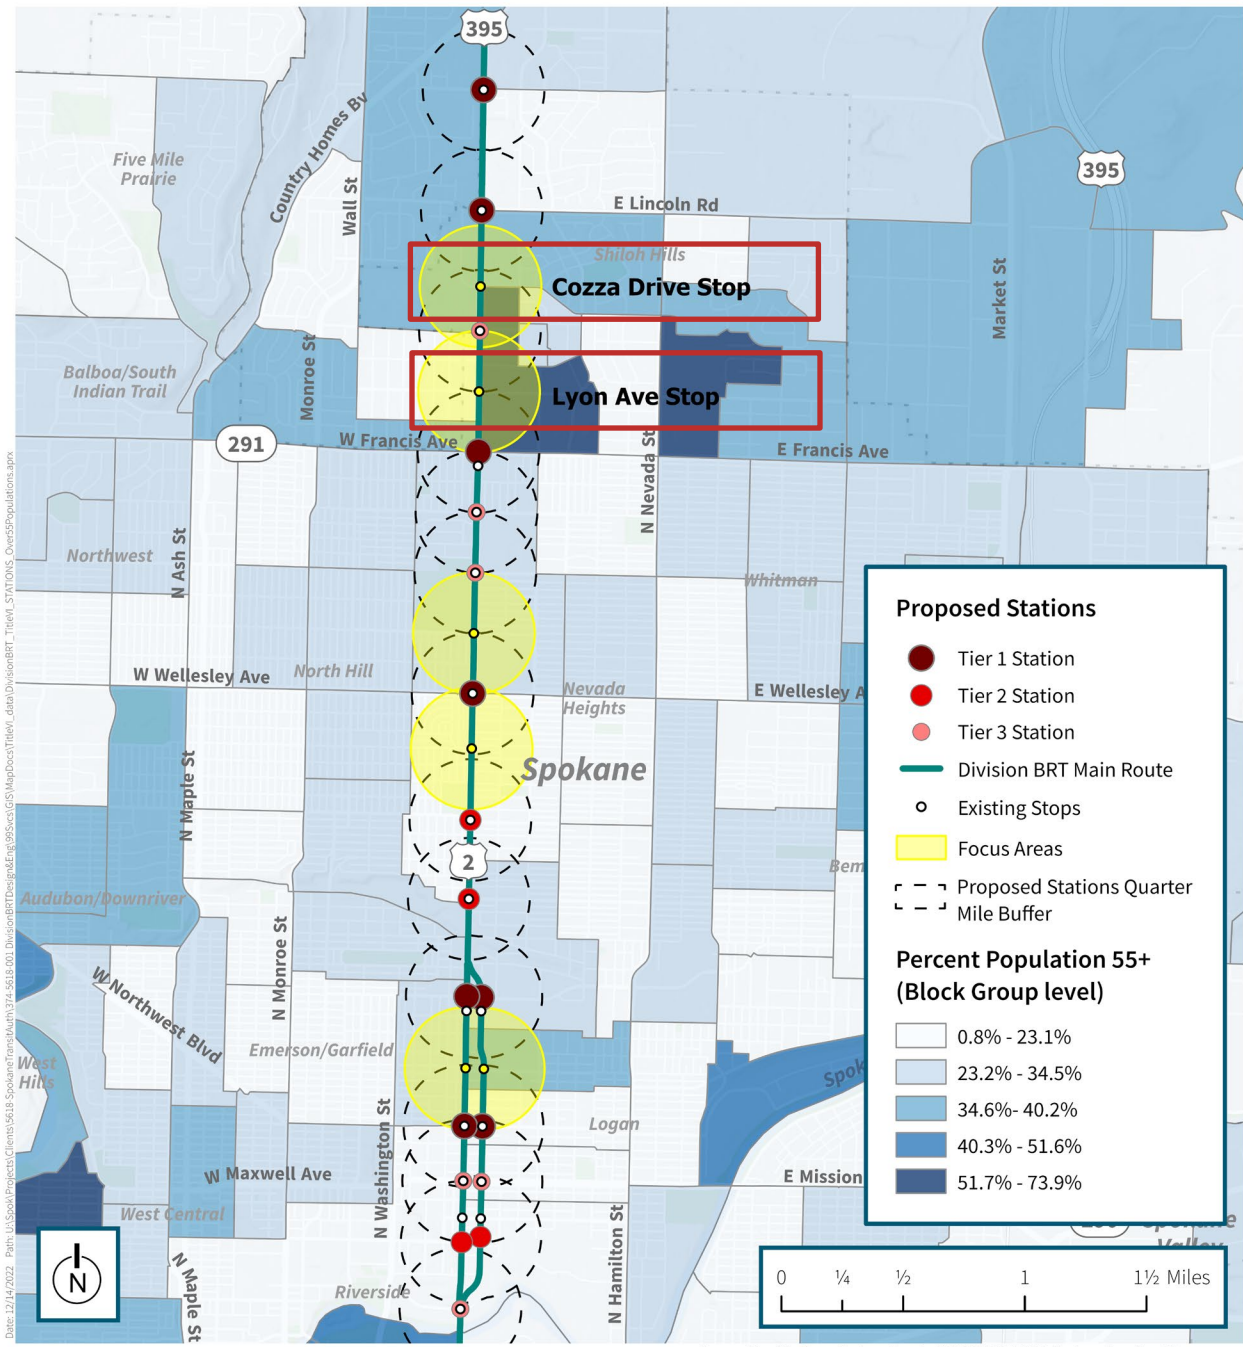 395
Country Homes Bv
Five Mile
Prairie
395
Wall St
E Lincoln Rd
Shiloh Hills
Cozza Drive Stop
Market St
Monroe St
Balboa/South
Indian Trail
Lyon Ave Stop
291
W Francis Ave
E Francis Ave
N Nevada St
Northwest
N Ash St
Whitman
North Hill
W Wellesley Ave
Nevada
Heights
E Wellesley A
Spokane
N Maple St
2
Bem
Audubon/Downriver
N Monroe St
W Northwest Blvd
Emerson/Garfield
West
Hills
Spok
Logan
N Washington St
W Maxwell Ave
E Mission
West Central
N Hamilton St
N Maple St
Riverside
Proposed Stations
Tier 1 Station
Tier 2 Station
Tier 3 Station
Division BRT Main Route
Existing Stops
Focus Areas
Proposed Stations Quarter
Mile Buffer
Percent Population 55+
(Block Group level)
0.8% - 23.1%
23.2% - 34.5%
34.6%- 40.2%
40.3% - 51.6%
51.7% - 73.9%
Spokane
Valley
0 ¼ ½ 1 1½ Miles
N